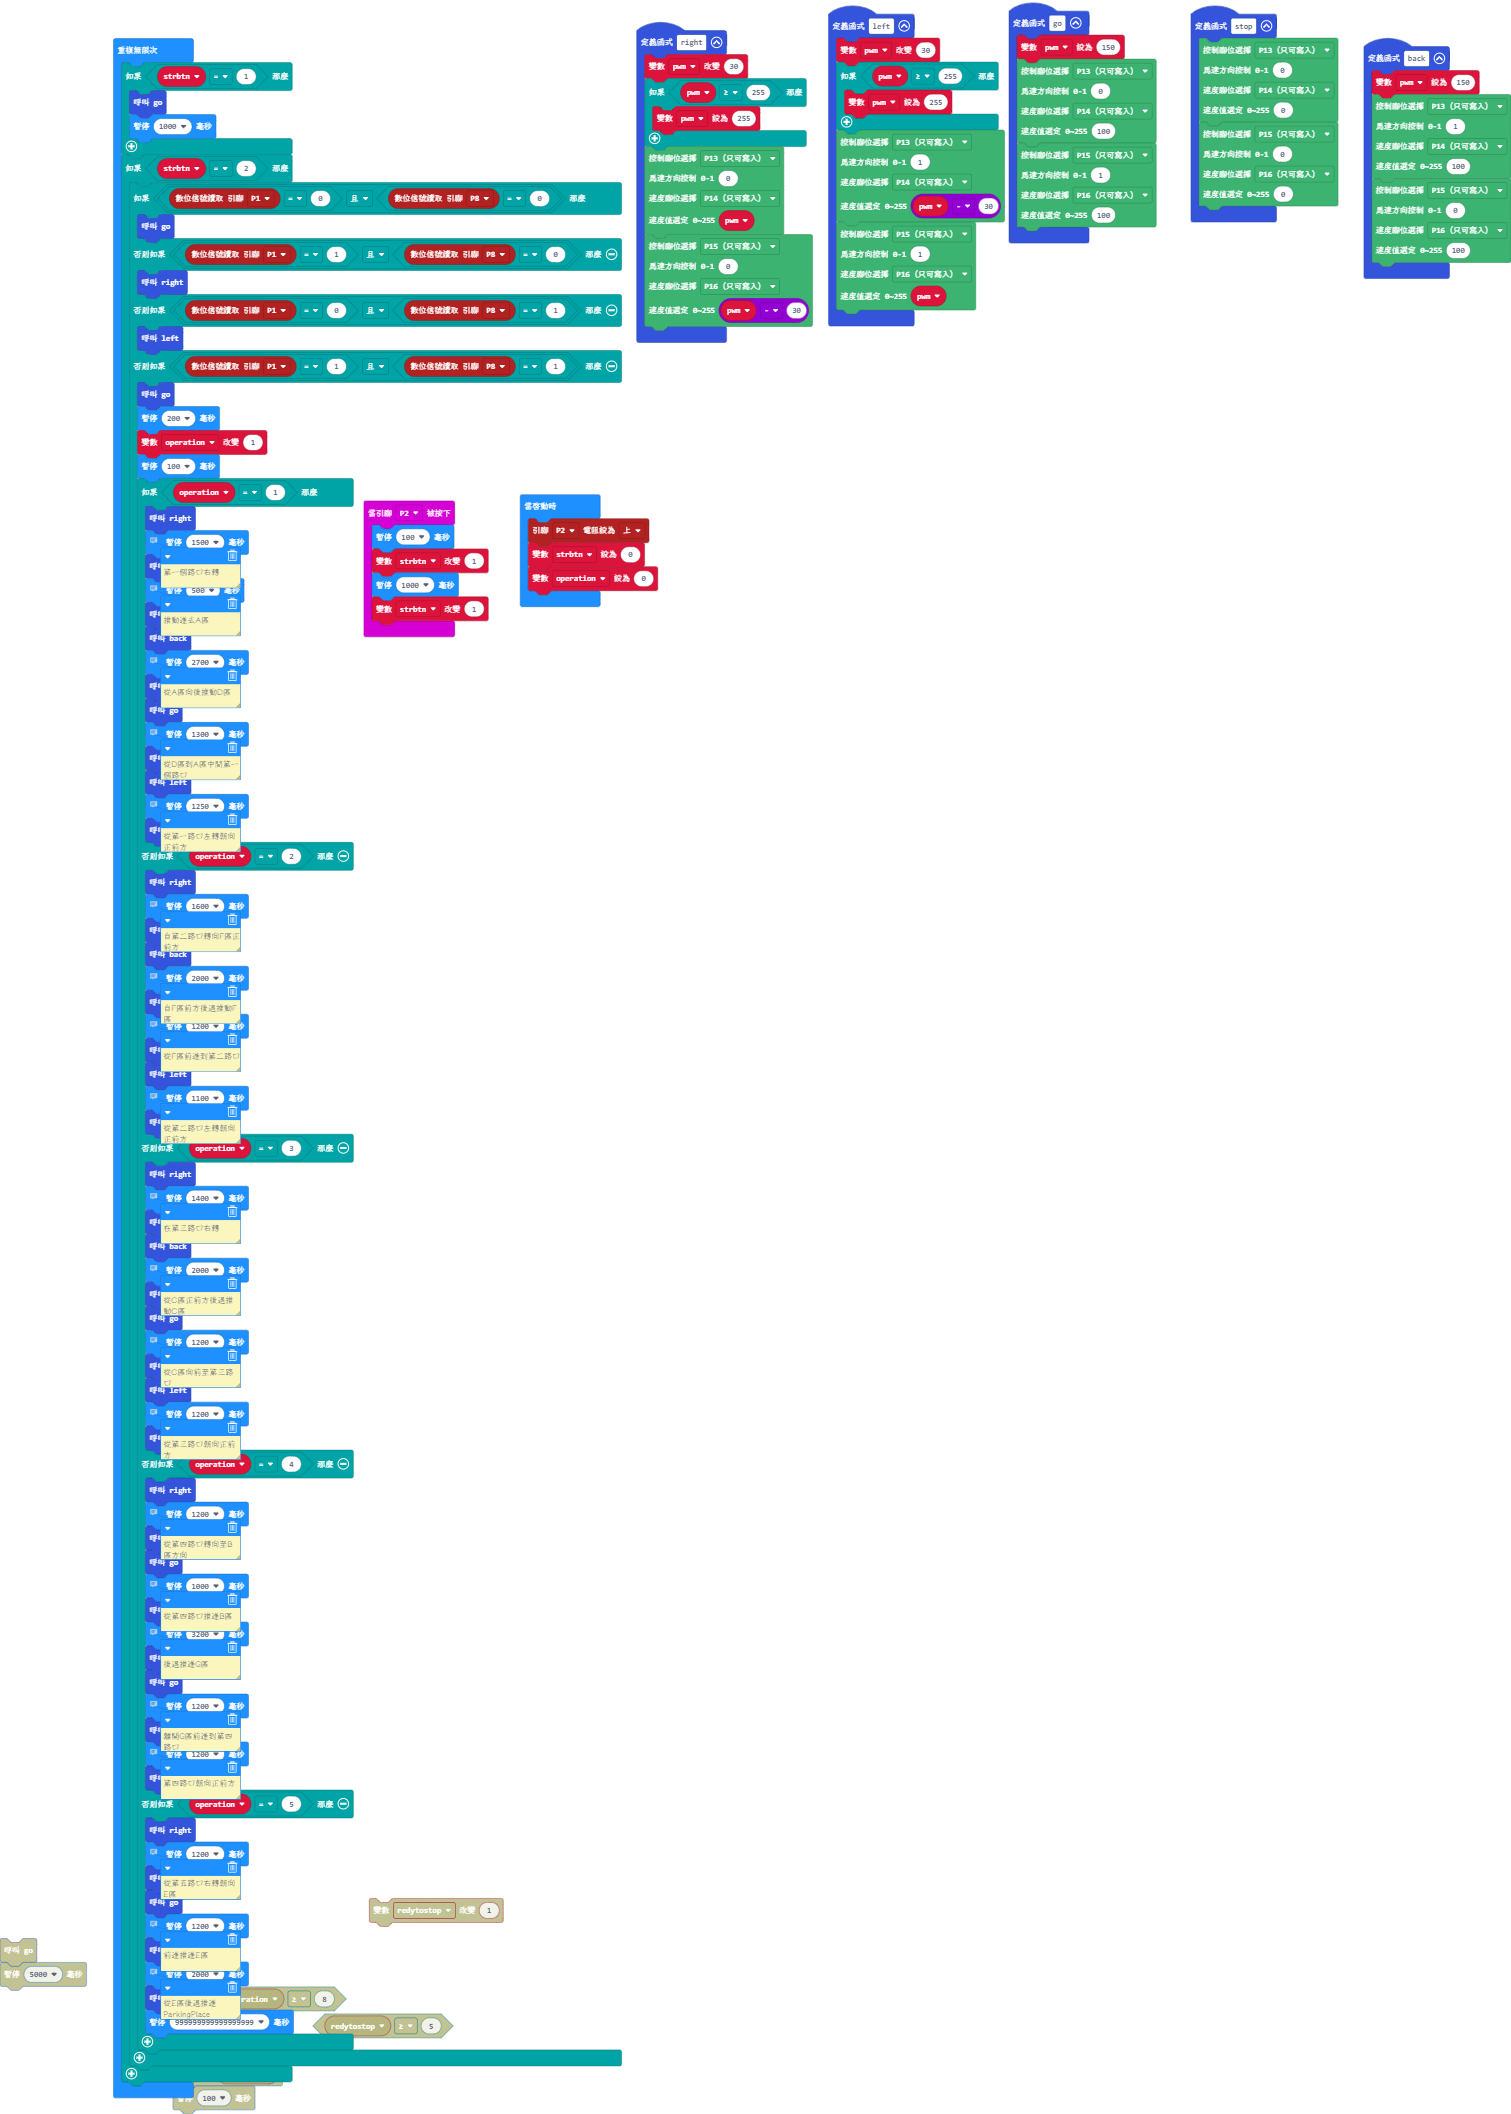 重複無限次
如果 strbtn = 1 那麼
呼叫 go
暫停 1000 毫秒
如果 strbtn = 2 那麼
如果 數位信號讀取 引腳 P1 = 0 且 數位信號讀取 引腳 P8 = 0 那麼
呼叫 go
否則如果 數位信號讀取 引腳 P1 = 1 且 數位信號讀取 引腳 P8 = 0 那麼
呼叫 right
否則如果 數位信號讀取 引腳 P1 = 0 且 數位信號讀取 引腳 P8 = 1 那麼
呼叫 left
否則如果 數位信號讀取 引腳 P1 = 1 且 數位信號讀取 引腳 P8 = 1 那麼
呼叫 go
暫停 200 毫秒
變數 operation 改變 1
暫停 100 毫秒
如果 operation = 1 那麼
呼叫 right
暫停 1500 毫秒
第一個路口右轉
暫停 500 毫秒
推動進去A區
呼叫 back
暫停 2700 毫秒
從A區向後推動D區
呼叫 go
暫停 1300 毫秒
從D區到A區中間第一
個路口
呼叫 left
暫停 1250 毫秒
從第一路口左轉朝向
正前方
否則如果 operation = 2 那麼
呼叫 right
暫停 1600 毫秒
自第二路口轉向F區正
前方
呼叫 back
暫停 2000 毫秒
自F區前方後退推動F
區
暫停 1200 毫秒
從F區前進到第二路口
呼叫 left
暫停 1100 毫秒
從第二路口左轉朝向
正前方
否則如果 operation = 3 那麼
呼叫 right
暫停 1400 毫秒
在第三路口右轉
呼叫 back
暫停 2000 毫秒
從C區正前方後退推
動C區
呼叫 go
暫停 1200 毫秒
從C區向前至第三路
口
呼叫 left
暫停 1200 毫秒
從第三路口朝向正前
方
否則如果 operation = 4 那麼
呼叫 right
暫停 1200 毫秒
從第四路口轉向至B
區方向
呼叫 go
暫停 1000 毫秒
從第四路口推進B區
3200 毫秒
後退推進G區
呼叫 go
暫停 1200 毫秒
離開G區前進到第四
路口
暫停 1200 毫秒
第四路口朝向正前方
否則如果 operation = 5 那麼
呼叫 right
暫停 1200 毫秒
從第五路口右轉朝向
E區
呼叫 go
暫停 1200 毫秒
前進推進E區
暫停 2000 毫秒
從E區後退推進
ParkingPlace
暫停 毫秒
當引腳 P2 被按下
暫停 100 毫秒
變數 strbtn 改變 1
暫停 1000 毫秒
變數 strbtn 改變 1
當啟動時
引腳 P2 電阻設為 上
變數 strbtn 設為 0
變數 operation 設為 0
定義函式 right
變數 pwm 改變 30
如果 pwm ≥ 255 那麼
變數 pwm 設為 255
控制腳位選擇 P13 (只可寫入)
馬達方向控制 0-1 0
速度腳位選擇 P14 (只可寫入)
速度值選定 0~255 pwm
控制腳位選擇 P15 (只可寫入)
馬達方向控制 0-1 0
速度腳位選擇 P16 (只可寫入)
速度值選定 0~255 pwm - 30
定義函式 left
變數 pwm 改變 30
如果 pwm ≥ 255 那麼
變數 pwm 設為 255
控制腳位選擇 P13 (只可寫入)
馬達方向控制 0-1 1
速度腳位選擇 P14 (只可寫入)
速度值選定 0~255 pwm - 30
控制腳位選擇 P15 (只可寫入)
馬達方向控制 0-1 1
速度腳位選擇 P16 (只可寫入)
速度值選定 0~255 pwm
定義函式 go
變數 pwm 設為 150
控制腳位選擇 P13 (只可寫入)
馬達方向控制 0-1 0
速度腳位選擇 P14 (只可寫入)
速度值選定 0~255 100
控制腳位選擇 P15 (只可寫入)
馬達方向控制 0-1 1
速度腳位選擇 P16 (只可寫入)
速度值選定 0~255 100
定義函式 stop
控制腳位選擇 P13 (只可寫入)
馬達方向控制 0-1 0
速度腳位選擇 P14 (只可寫入)
速度值選定 0~255 0
控制腳位選擇 P15 (只可寫入)
馬達方向控制 0-1 0
速度腳位選擇 P16 (只可寫入)
速度值選定 0~255 0
定義函式 back
變數 pwm 設為 150
控制腳位選擇 P13 (只可寫入)
馬達方向控制 0-1 1
速度腳位選擇 P14 (只可寫入)
速度值選定 0~255 100
控制腳位選擇 P15 (只可寫入)
馬達方向控制 0-1 0
速度腳位選擇 P16 (只可寫入)
速度值選定 0~255 100
變數 redytostop 改變 1
呼叫 go
暫停 5000 毫秒
≥ 8
redytostop ≥ 5
100 毫秒